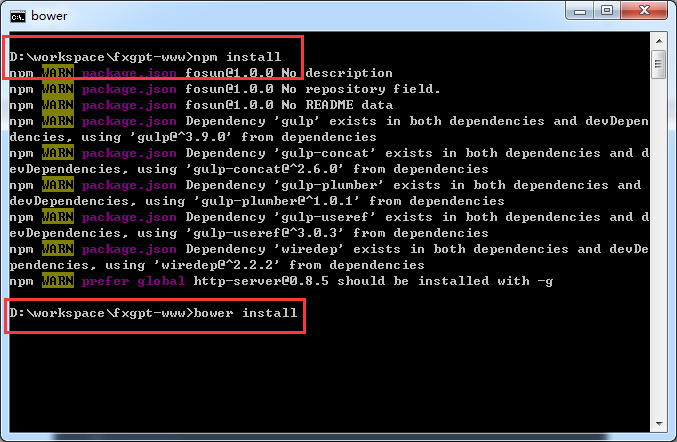 bower
D:\workspace\fxgpt-www>npm install
npm WARN package.json fosun@1.0.0 No description
npm WARN package.json fosun@1.0.0 No repository field.
npm WARN package.json fosun@1.0.0 No README data
npm WARN package.json Dependency 'gulp' exists in both dependencies and devDepen
dencies, using 'gulp@^3.9.0' from dependencies
npm WARN package.json Dependency 'gulp-concat' exists in both dependencies and d
evDependencies, using 'gulp-concat@^2.6.0' from dependencies
npm WARN package.json Dependency 'gulp-plumber' exists in both dependencies and
devDependencies, using 'gulp-plumber@^1.0.1' from dependencies
npm WARN package.json Dependency 'gulp-useref' exists in both dependencies and d
evDependencies, using 'gulp-useref@^3.0.3' from dependencies
npm WARN package.json Dependency 'wiredep' exists in both dependencies and devDe
pendencies, using 'wiredep@^2.2.2' from dependencies
npm WARN prefer global http-server@0.8.5 should be installed with -g
D:\workspace\fxgpt-www>bower install